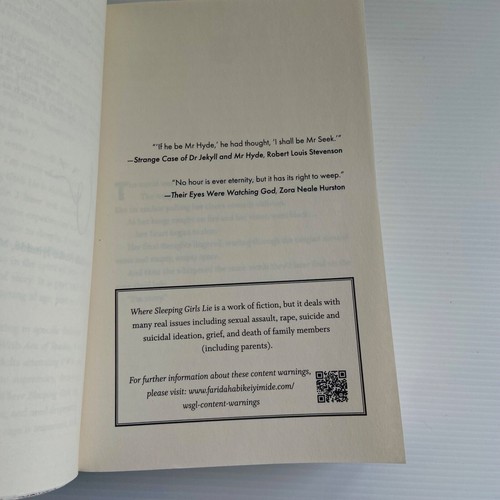 “‘If he be Mr Hyde,’ he had thought, ‘I shall be Mr Seek.’”
—Strange Case of Dr Jekyll and Mr Hyde, Robert Louis Stevenson
“No hour is ever eternity, but it has its right to weep.”
—Their Eyes Were Watching God, Zora Neale Hurston
Where Sleeping Girls Lie is a work of fiction, but it deals with
many real issues including sexual assault, rape, suicide and
suicidal ideation, grief, and death of family members
(including parents).
For further information about these content warnings,
please visit: www.faridahabikeiyimide.com/
wsgl-content-warnings